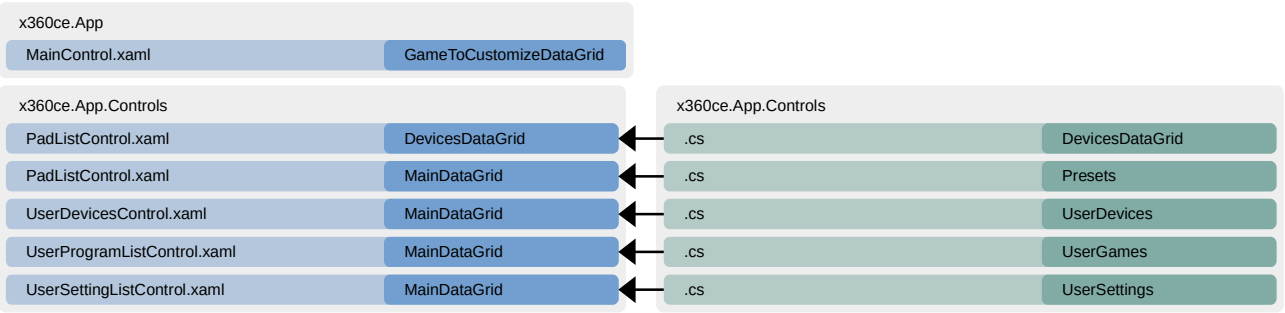 x360ce.App
MainControl.xaml GameToCustomizeDataGrid
x360ce.App.Controls x360ce.App.Controls
PadListControl.xaml DevicesDataGrid .cs DevicesDataGrid
PadListControl.xaml MainDataGrid .cs Presets
UserDevicesControl.xaml MainDataGrid .cs UserDevices
UserProgramListControl.xaml MainDataGrid .cs UserGames
UserSettingListControl.xaml MainDataGrid .cs UserSettings